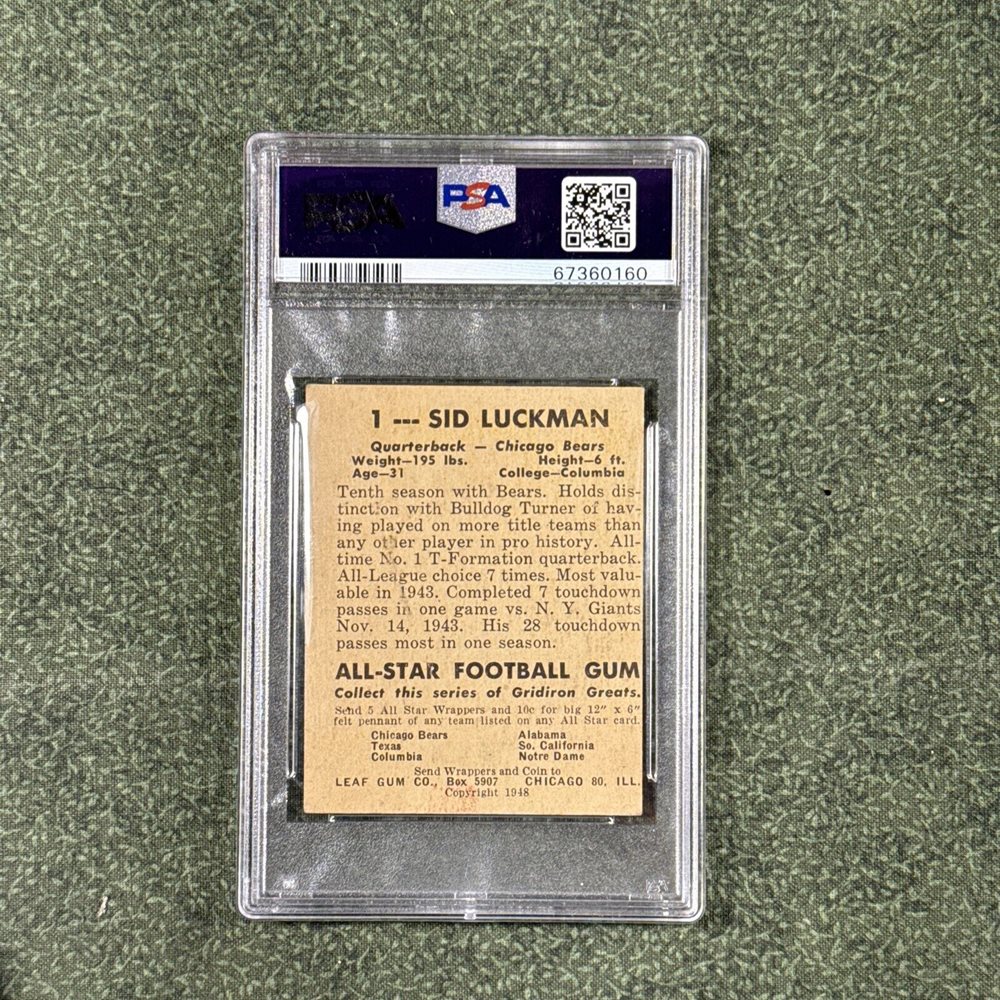 PSA
67360160
1 --- SID LUCKMAN
Quarterback — Chicago Bears
Weight—195 lbs. Height—6 ft.
Age—31 College—Columbia
Tenth season with Bears. Holds dis-
tinction with Bulldog Turner of hav-
ing played on more title teams than
any other player in pro history. All-
time No. 1 T-Formation quarterback.
All-League choice 7 times. Most valu-
able in 1943. Completed 7 touchdown
passes in one game vs. N. Y. Giants
Nov. 14, 1943. His 28 touchdown
passes most in one season.
ALL-STAR FOOTBALL GUM
Collect this series of Gridiron Greats.
Send 5 All Star Wrappers and 10c for big 12" x 6"
felt pennant of any team listed on any All Star card.
Chicago Bears Alabama
Texas So. California
Columbia Notre Dame
Send Wrappers and Coin to
LEAF GUM CO., Box 5907 CHICAGO 80, ILL.
Copyright 1948